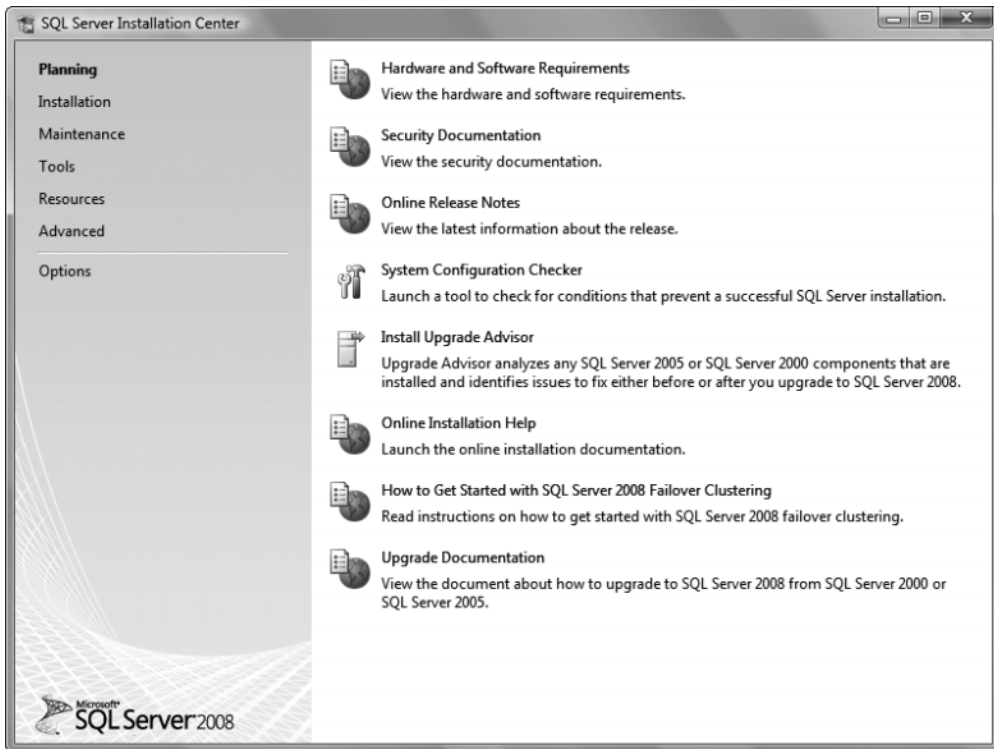 SQL Server Installation Center
Planning
Installation
Maintenance
Tools
Resources
Advanced
Options
Hardware and Software Requirements
View the hardware and software requirements.
Security Documentation
View the security documentation.
Online Release Notes
View the latest information about the release.
System Configuration Checker
Launch a tool to check for conditions that prevent a successful SQL Server installation.
Install Upgrade Advisor
Upgrade Advisor analyzes any SQL Server 2005 or SQL Server 2000 components that are
installed and identifies issues to fix either before or after you upgrade to SQL Server 2008.
Online Installation Help
Launch the online installation documentation.
How to Get Started with SQL Server 2008 Failover Clustering
Read instructions on how to get started with SQL Server 2008 failover clustering.
Upgrade Documentation
View the document about how to upgrade to SQL Server 2008 from SQL Server 2000 or
SQL Server 2005.
Microsoft
SQL Server 2008